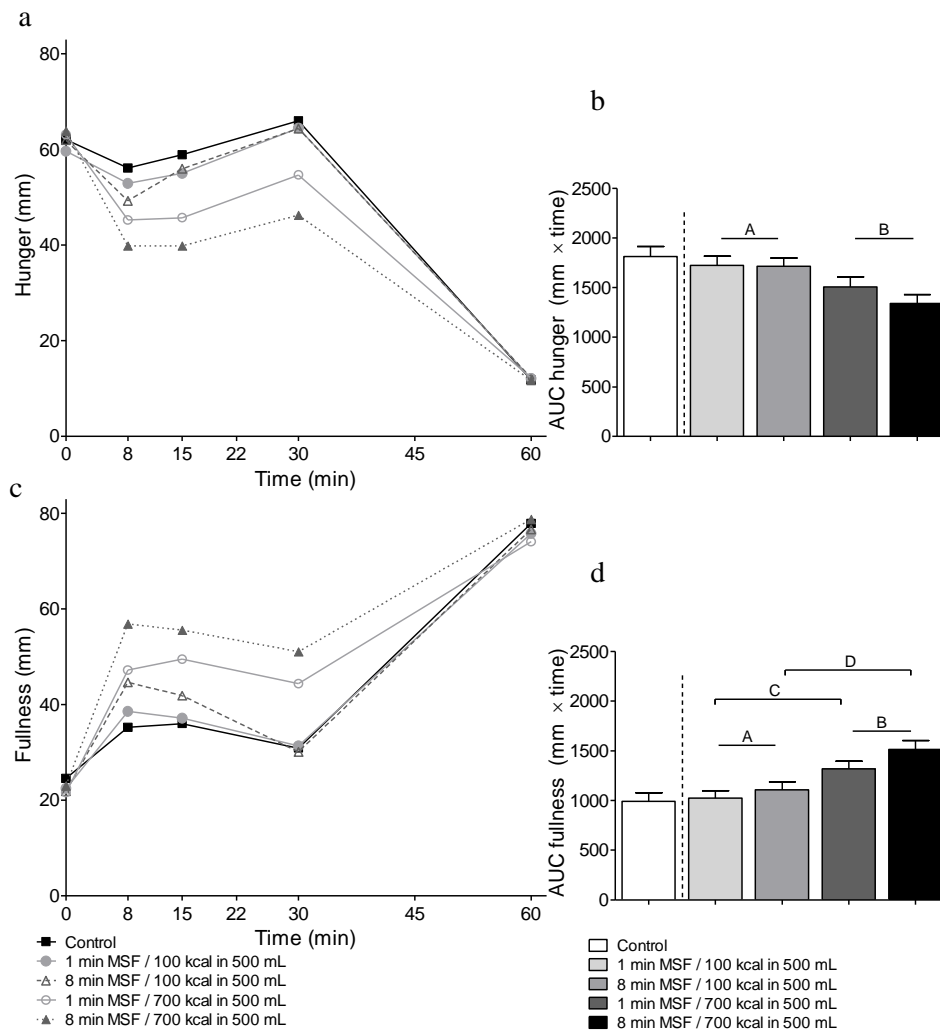 a
80
60
40
20
0
Hunger (mm)
0 8 15 22 30 45 60
Time (min)
b
2500
2000
1500
1000
500
0
AUC hunger (mm × time)
A
B
c
80
60
40
20
0
Fullness (mm)
0 8 15 22 30 45 60
Time (min)
d
2500
2000
1500
1000
500
0
AUC fullness (mm × time)
D
C
A
B
Control
1 min MSF / 100 kcal in 500 mL
8 min MSF / 100 kcal in 500 mL
1 min MSF / 700 kcal in 500 mL
8 min MSF / 700 kcal in 500 mL
Control
1 min MSF / 100 kcal in 500 mL
8 min MSF / 100 kcal in 500 mL
1 min MSF / 700 kcal in 500 mL
8 min MSF / 700 kcal in 500 mL